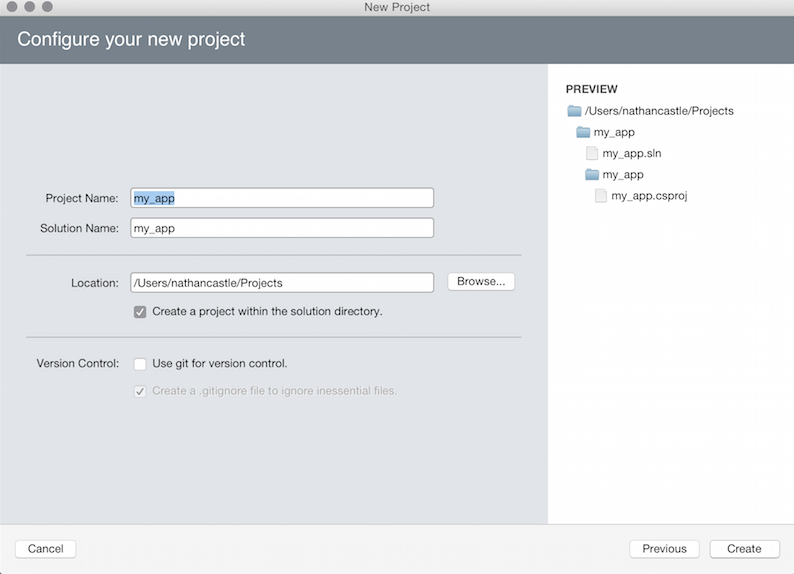 New Project
Configure your new project
Project Name: my_app
Solution Name: my_app
Location: /Users/nathancastle/Projects Browse...
Create a project within the solution directory.
Version Control: Use git for version control.
Create a .gitignore file to ignore inessential files.
PREVIEW
/Users/nathancastle/Projects
my_app
my_app.sln
my_app
my_app.csproj
Cancel Previous Create